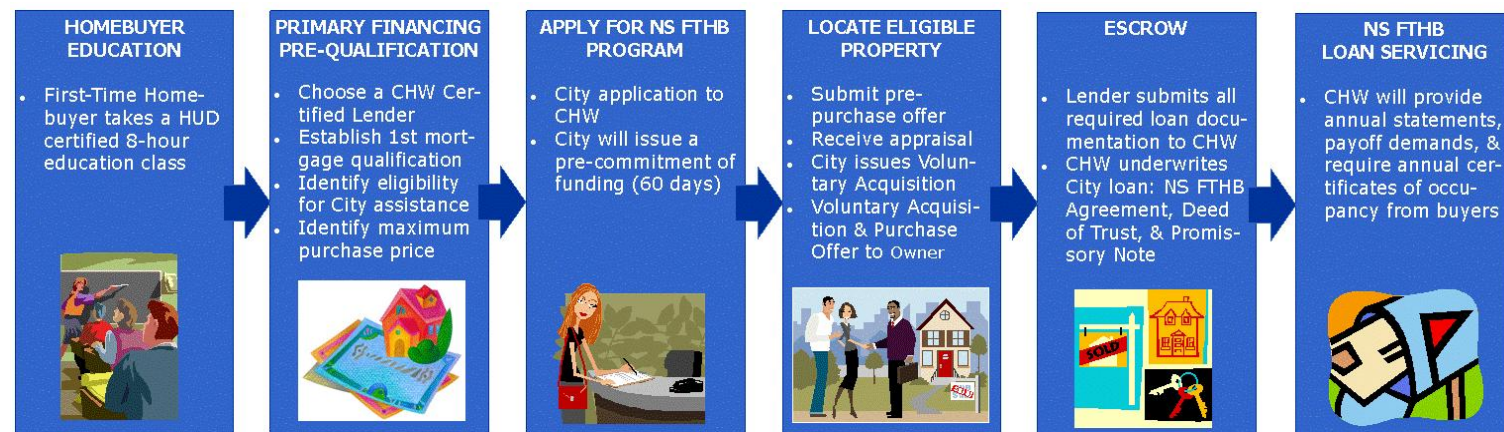 HOMEBUYER
EDUCATION
• First-Time Home-
buyer takes a HUD
certified 8-hour
education class
PRIMARY FINANCING
PRE-QUALIFICATION
• Choose a CHW Cer-
tified Lender
• Establish 1st mort-
gage qualification
• Identify eligibility
for City assistance
• Identify maximum
purchase price
APPLY FOR NS FTHB
PROGRAM
• City application to
CHW
• City will issue a
pre-commitment of
funding (60 days)
LOCATE ELIGIBLE
PROPERTY
• Submit pre-
purchase offer
• Receive appraisal
• City issues Volun-
tary Acquisition
• Voluntary Acquisi-
tion & Purchase
Offer to Owner
SOLD
ESCROW
• Lender submits all
required loan docu-
mentation to CHW
• CHW underwrites
City loan: NS FTHB
Agreement, Deed
of Trust, & Promis-
sory Note
SOLD
NS FTHB
LOAN SERVICING
• CHW will provide
annual statements,
payoff demands, &
require annual cer-
tificates of occu-
pancy from buyers